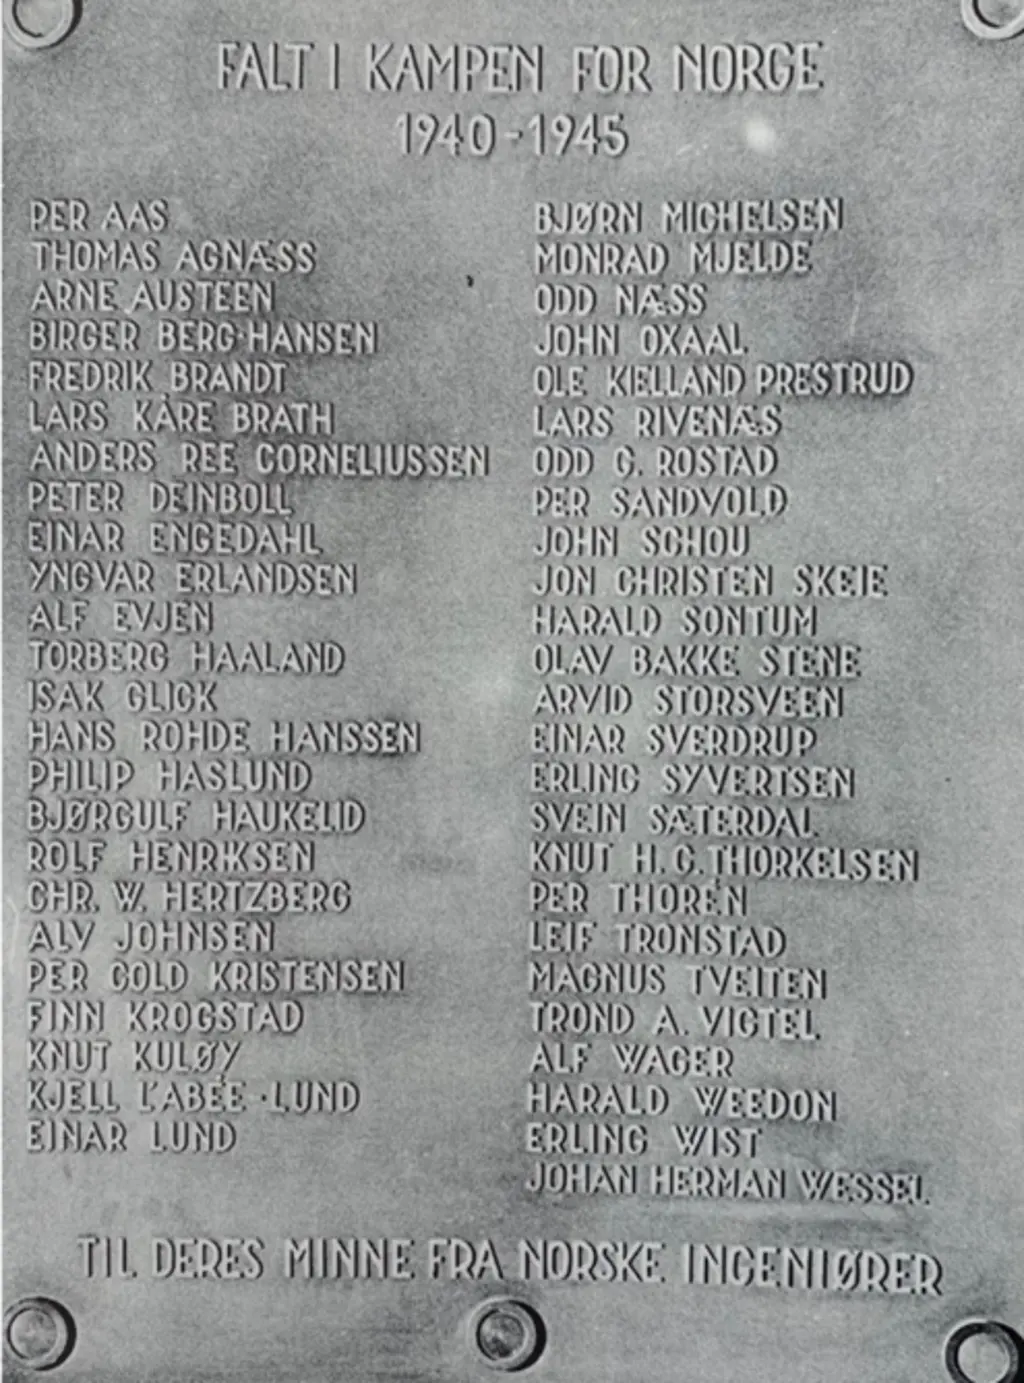 FALT I KAMPEN FOR NORGE
1940-1945
PER AAS
THOMAS AGNÆSS
ARNE AUSTEEN
BIRGER BERG-HANSEN
FREDRIK BRANDT
LARS KÅRE BRATH
ANDERS REE CORNELIUSSEN
PETER DEINBOLL
EINAR ENGEDAHL
YNGVAR ERLANDSEN
ALF EVJEN
TORBERG HAALAND
ISAK GLICK
HANS ROHDE HANSSEN
PHILIP HASLUND
BJØRGULF HAUKELID
ROLF HENRIKSEN
CHR. W. HERTZBERG
ALV JOHNSEN
PER GOLD KRISTENSEN
FINN KROGSTAD
KNUT KULØY
KJELL L'ABÉE-LUND
EINAR LUND
BJØRN MICHELSEN
MONRAD MJELDE
ODD NÆSS
JOHN OXAAL
OLE KIELLAND PRESTRUD
LARS RIVENÆS
ODD G. ROSTAD
PER SANDVOLD
JOHN SCHOU
JON CHRISTEN SKEIE
HARALD SONTUM
OLAV BAKKE STENE
ARVID STORSVEEN
EINAR SVERDRUP
ERLING SYVERTSEN
SVEIN SÆTERDAL
KNUT H. G. THORKELSEN
PER THORÉN
LEIF TRONSTAD
MAGNUS TVEITEN
TROND A. VIGTEL
ALF WAGER
HARALD WEEDON
ERLING WIST
JOHAN HERMAN WESSEL
TIL DERES MINNE FRA NORSKE INGENIØRER